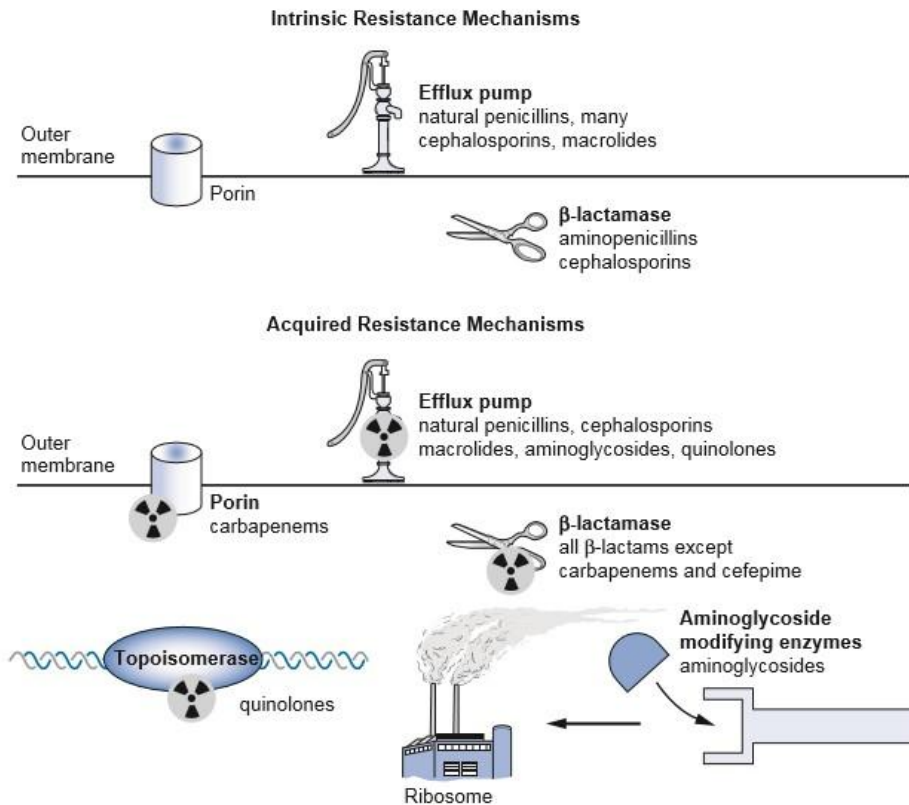 Intrinsic Resistance Mechanisms
Efflux pump
natural penicillins, many
cephalosporins, macrolides
Outer
membrane
Porin
β-lactamase
aminopenicillins
cephalosporins
Acquired Resistance Mechanisms
Efflux pump
natural penicillins, cephalosporins
macrolides, aminoglycosides, quinolones
Outer
membrane
Porin
carbapenems
β-lactamase
all β-lactams except
carbapenems and cefepime
Topoisomerase
quinolones
Aminoglycoside
modifying enzymes
aminoglycosides
Ribosome